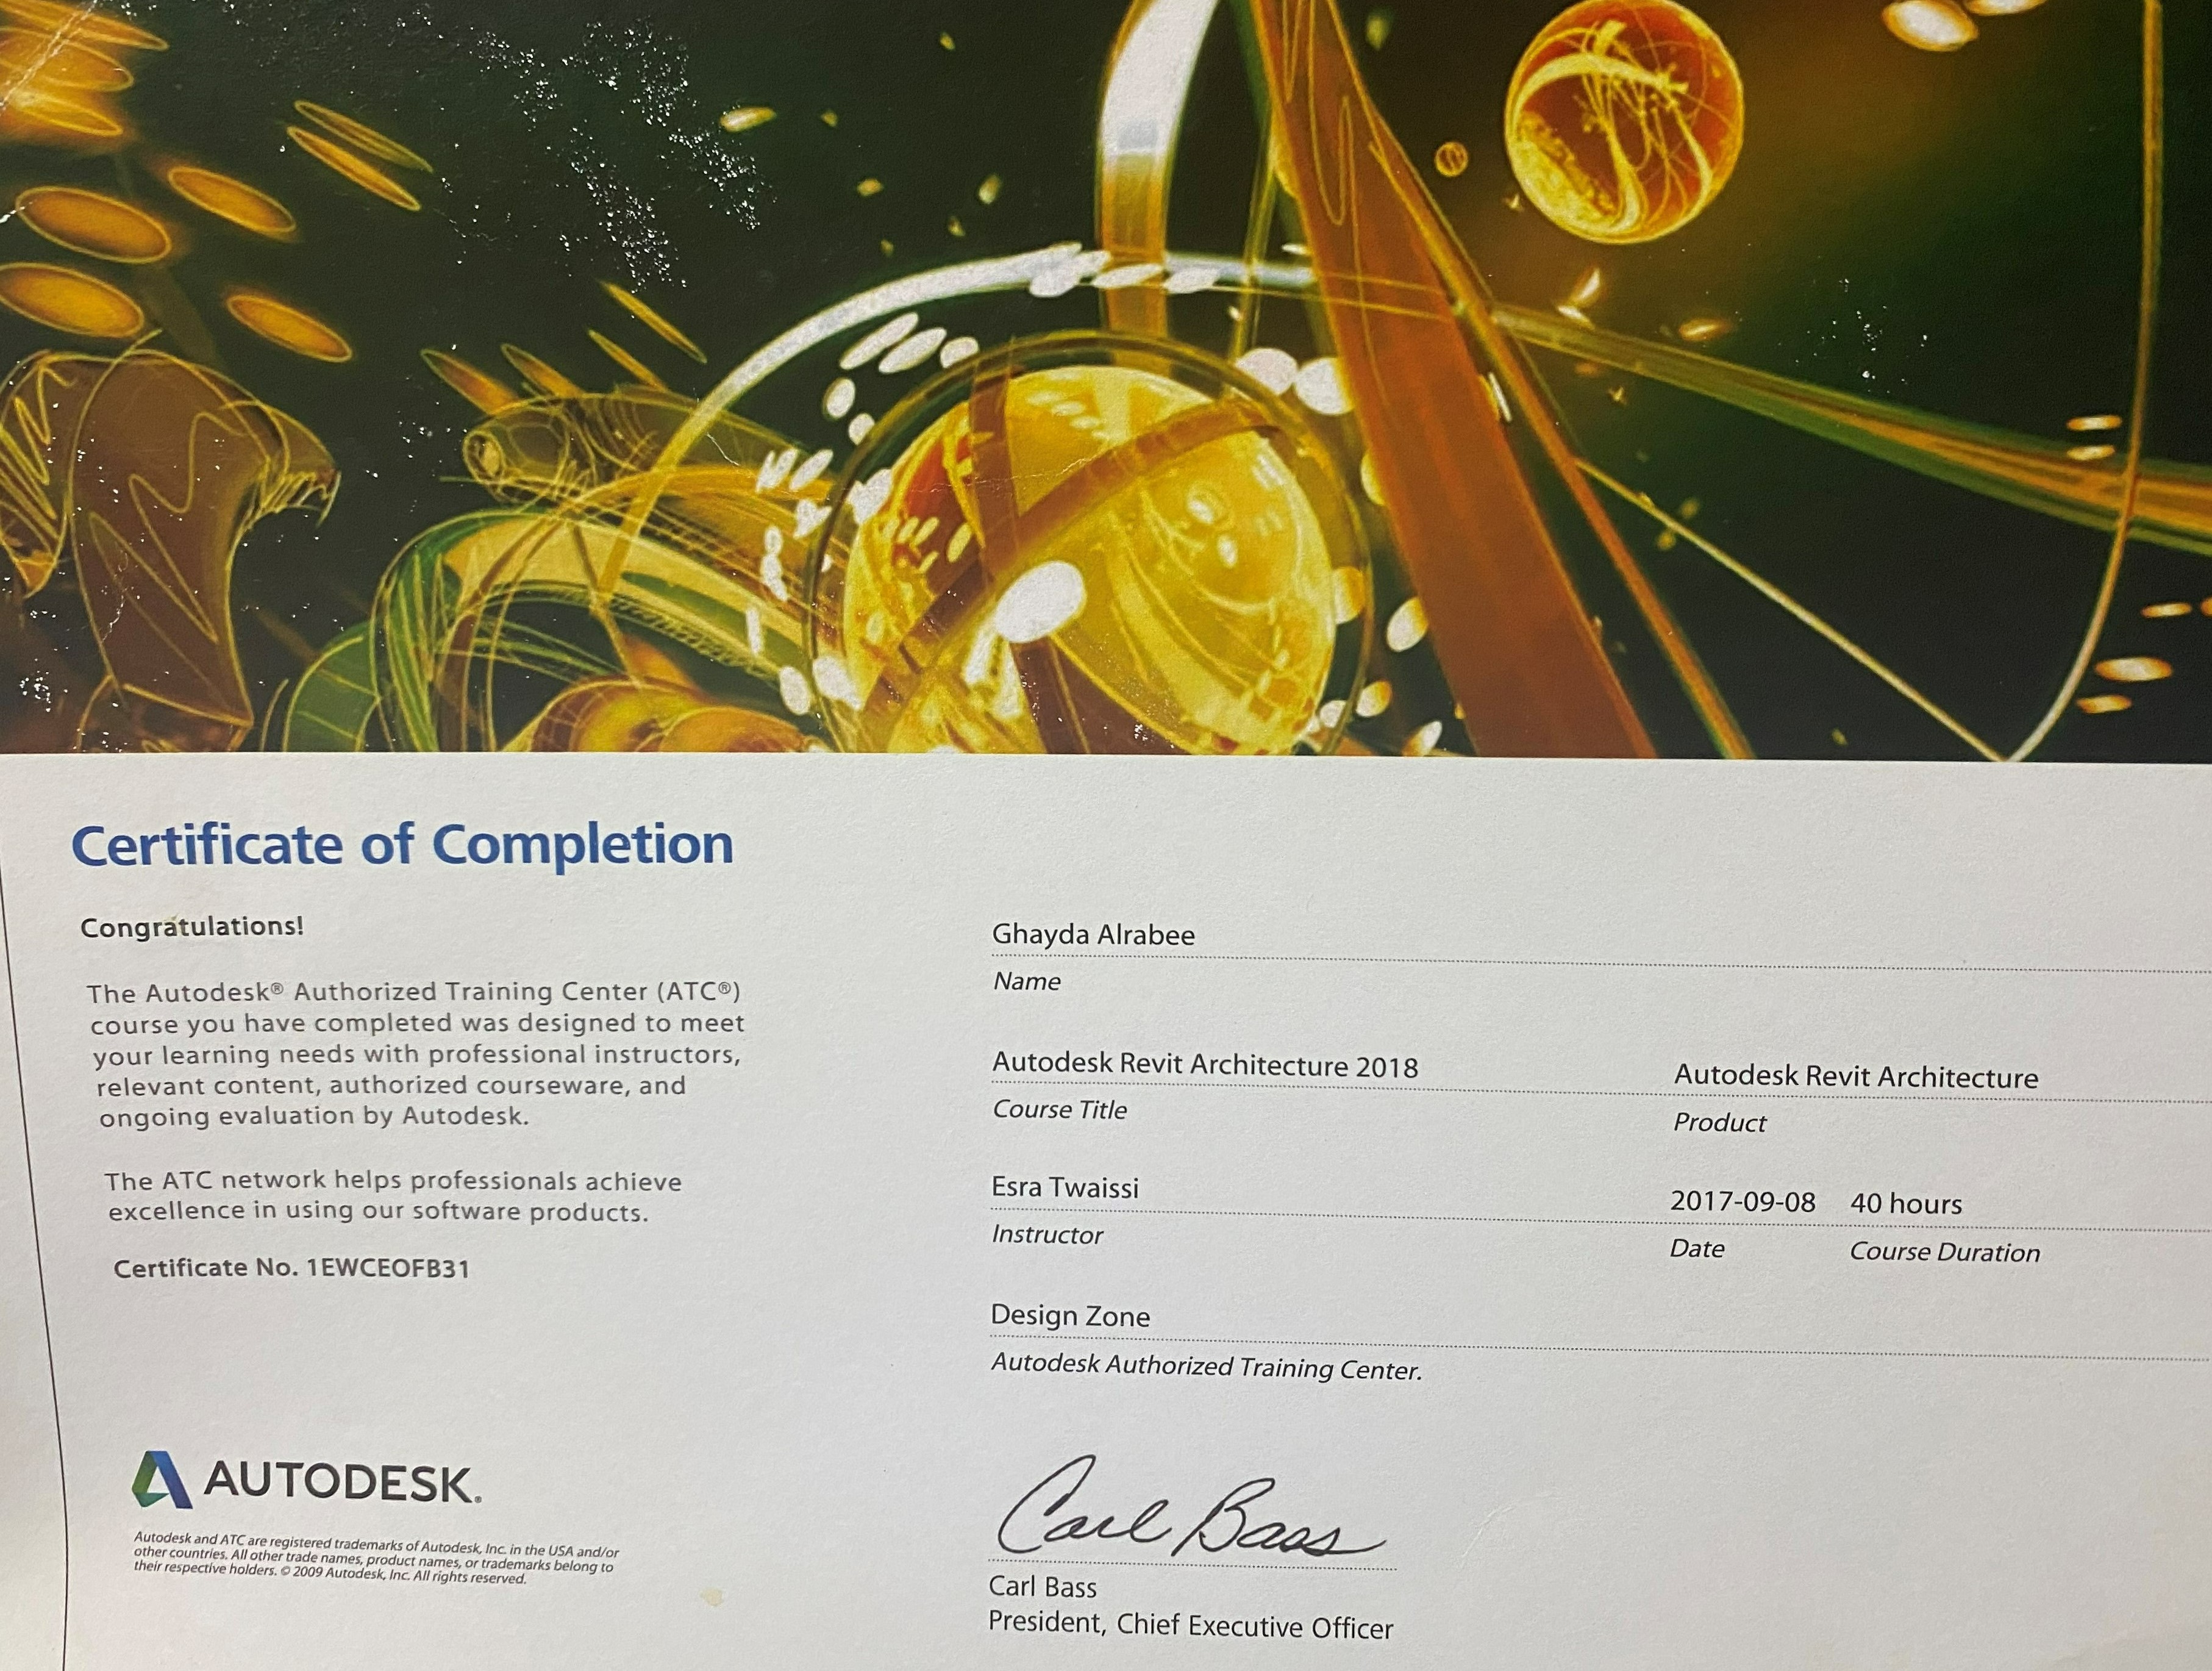 Certificate of Completion
Congratulations!
The Autodesk® Authorized Training Center (ATC®)
course you have completed was designed to meet
your learning needs with professional instructors,
relevant content, authorized courseware, and
ongoing evaluation by Autodesk.
The ATC network helps professionals achieve
excellence in using our software products.
Certificate No. 1EWCEOFB31
Ghayda Alrabee
Name
Autodesk Revit Architecture 2018
Course Title
Autodesk Revit Architecture
Product
Esra Twaissi
Instructor
2017-09-08 40 hours
Date Course Duration
Design Zone
Autodesk Authorized Training Center.
AUTODESK.
Autodesk and ATC are registered trademarks of Autodesk, Inc. in the USA and/or
other countries. All other trade names, product names, or trademarks belong to
their respective holders. © 2009 Autodesk, Inc. All rights reserved.
Carl Bass
Carl Bass
President, Chief Executive Officer